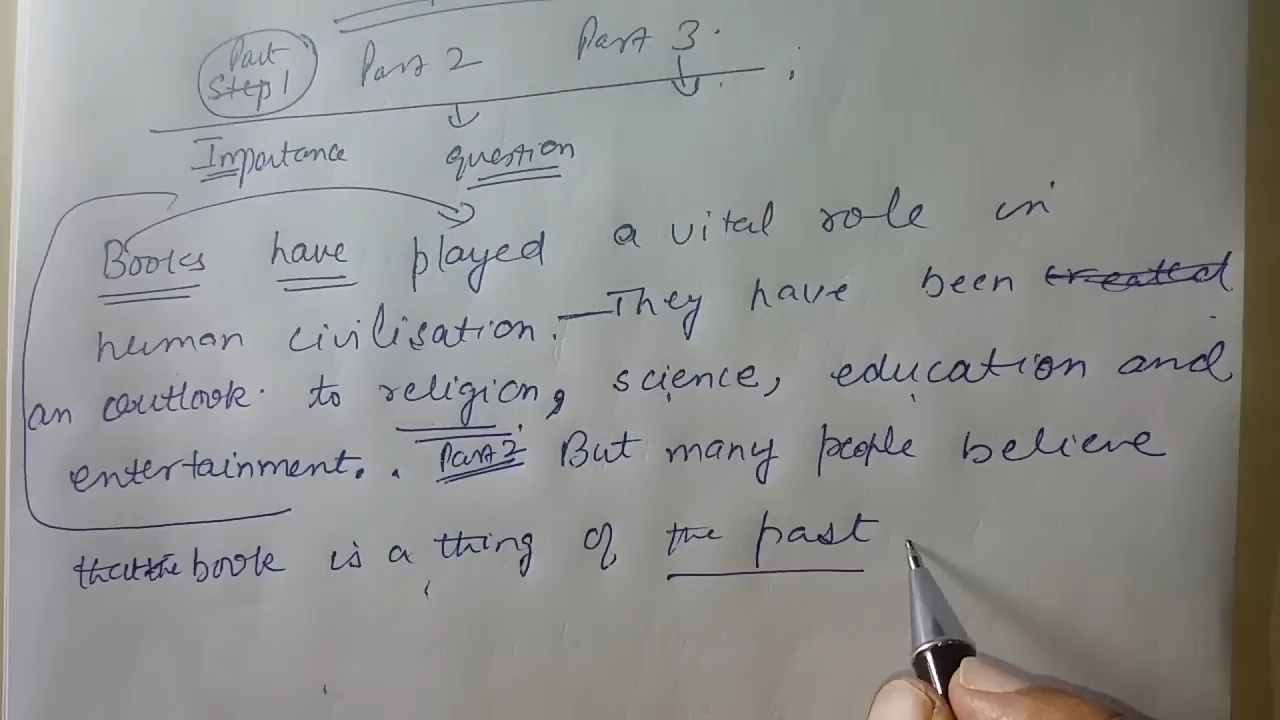 Part Part 2 Part 3.
Step 1
Importance question
Books have played a vital role in
human civilisation. They have been treated
an outlook to religion, science, education and
entertainment. Part 2 But many people believe
that the book is a thing of the past